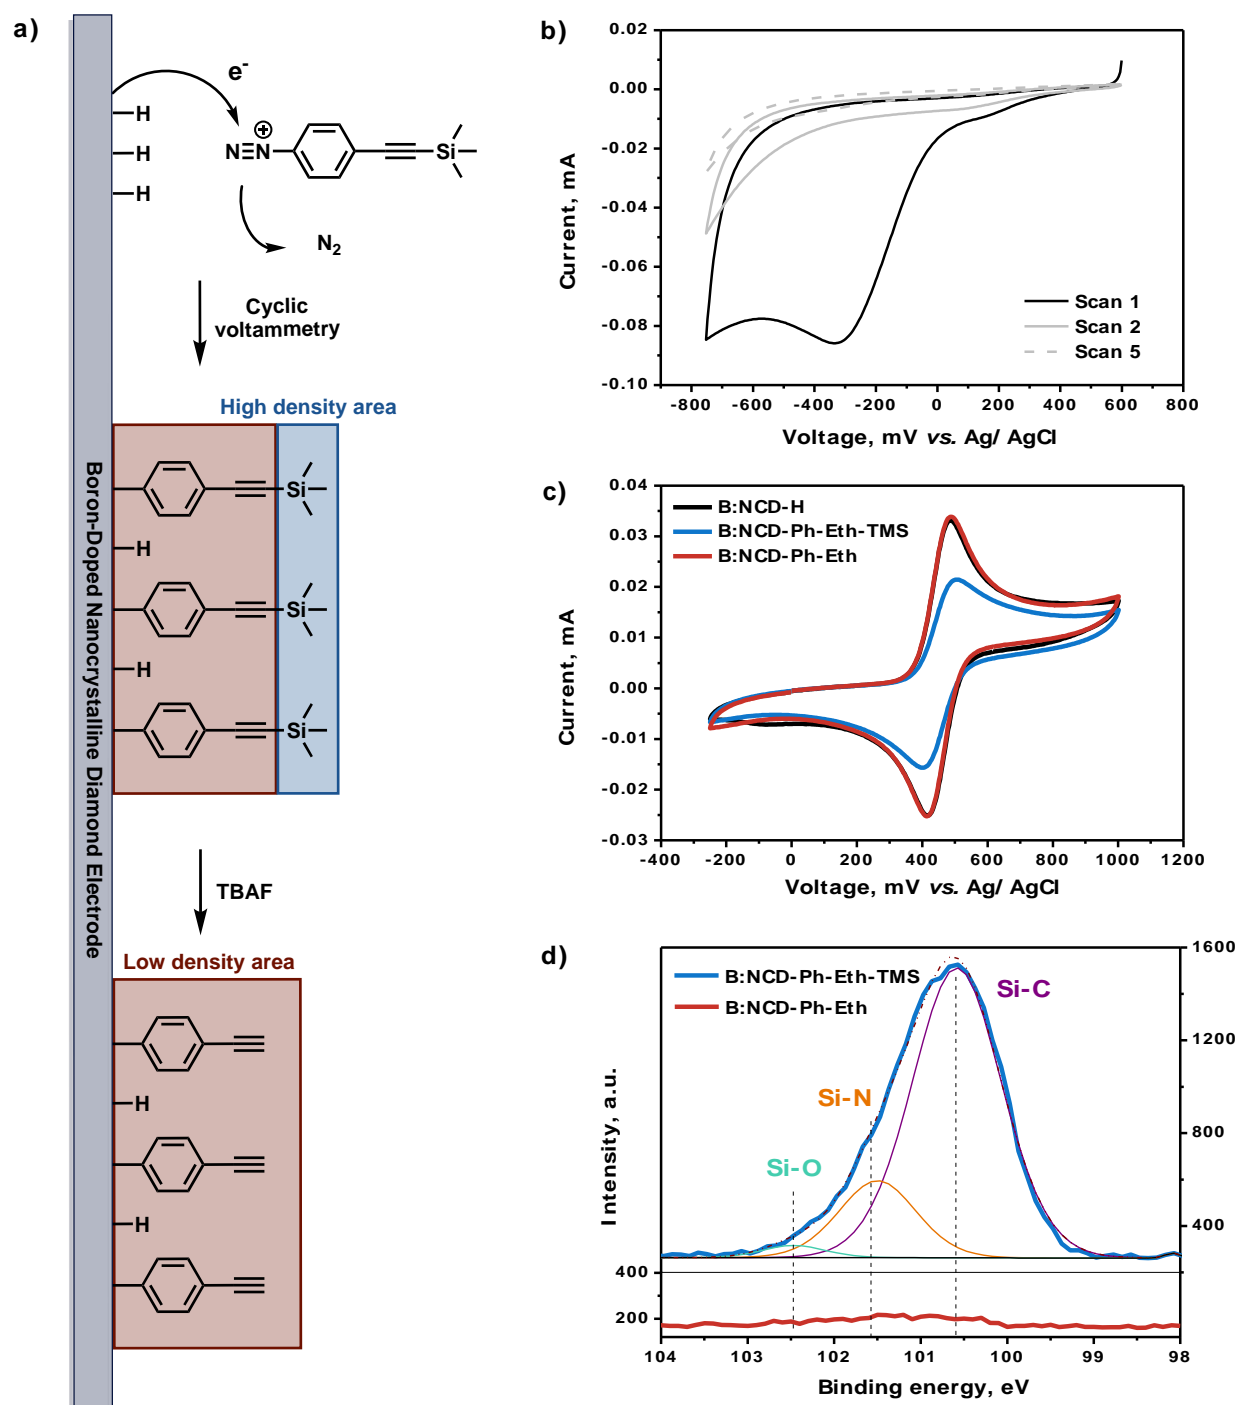 a)
e-
H
H
H
N≡N
+
Si
N2
Cyclic
voltammetry
High density area
Si
H
Si
H
Si
Boron-Doped Nanocrystalline Diamond Electrode
TBAF
Low density area
H
H
b)
0.02
0.00
-0.02
-0.04
-0.06
-0.08
-0.10
Current, mA
Scan 1
Scan 2
Scan 5
-800 -600 -400 -200 0 200 400 600 800
Voltage, mV vs. Ag/ AgCl
c)
0.04
0.03
0.02
0.01
0.00
-0.01
-0.02
-0.03
Current, mA
B:NCD-H
B:NCD-Ph-Eth-TMS
B:NCD-Ph-Eth
-400 -200 0 200 400 600 800 1000 1200
Voltage, mV vs. Ag/ AgCl
d)
B:NCD-Ph-Eth-TMS
B:NCD-Ph-Eth
Si-C
Si-N
Si-O
Intensity, a.u.
1600
1200
800
400
400
200
104 103 102 101 100 99 98
Binding energy, eV